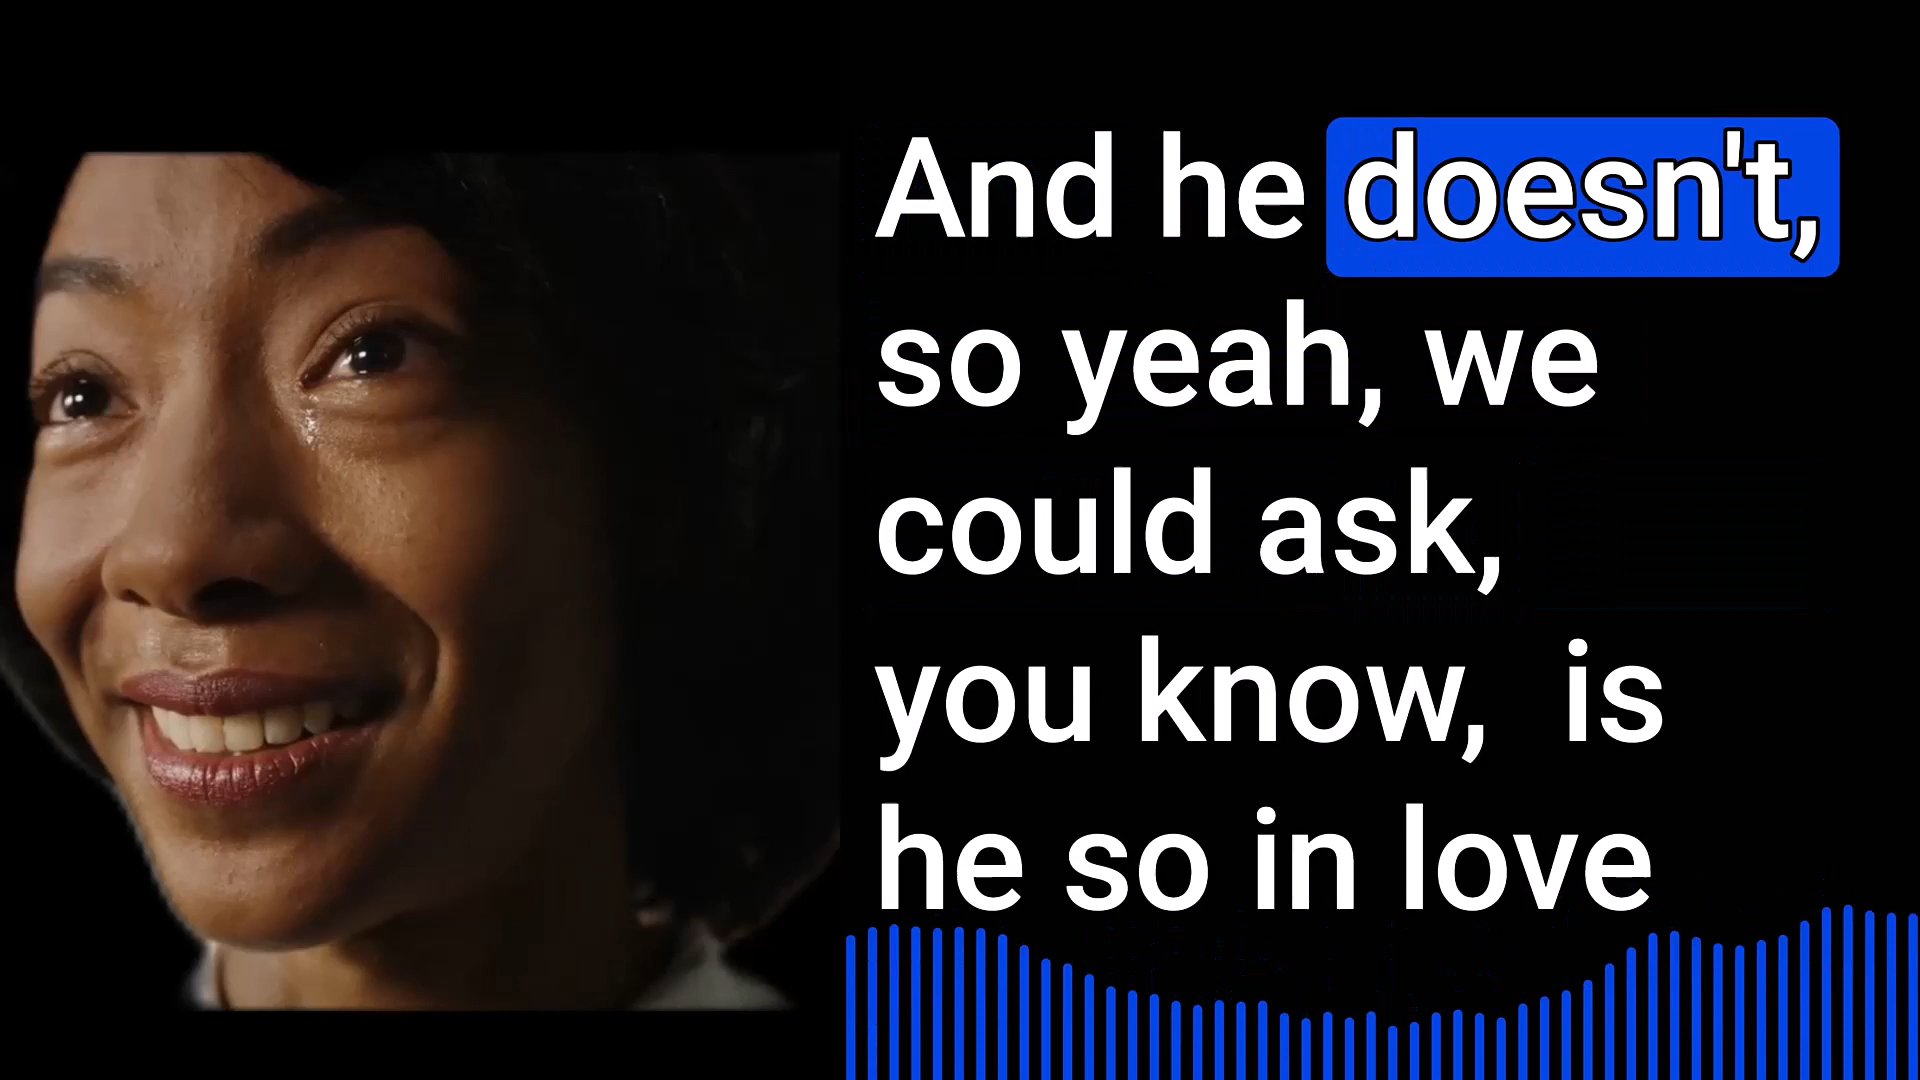 And he doesn't,
so yeah, we
could ask,
you know,  is
he so in love